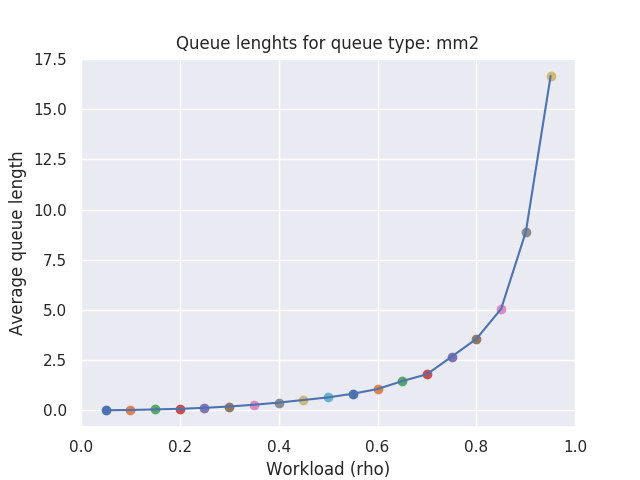 Queue lenghts for queue type: mm2
17.5
15.0
12.5
10.0
7.5
5.0
2.5
0.0
Average queue length
0.0 0.2 0.4 0.6 0.8 1.0
Workload (rho)